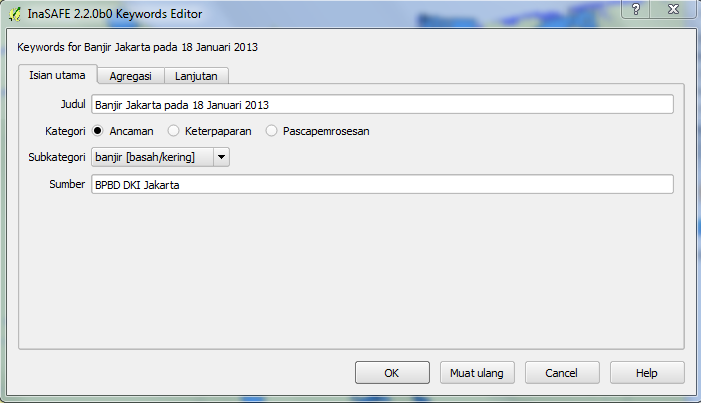 InaSAFE 2.2.0b0 Keywords Editor
Keywords for Banjir Jakarta pada 18 Januari 2013
Isian utama Agregasi Lanjutan
Judul Banjir Jakarta pada 18 Januari 2013
Kategori Ancaman Keterpaparan Pascapemrosesan
Subkategori banjir [basah/kering]
Sumber BPBD DKI Jakarta
OK Muat ulang Cancel Help